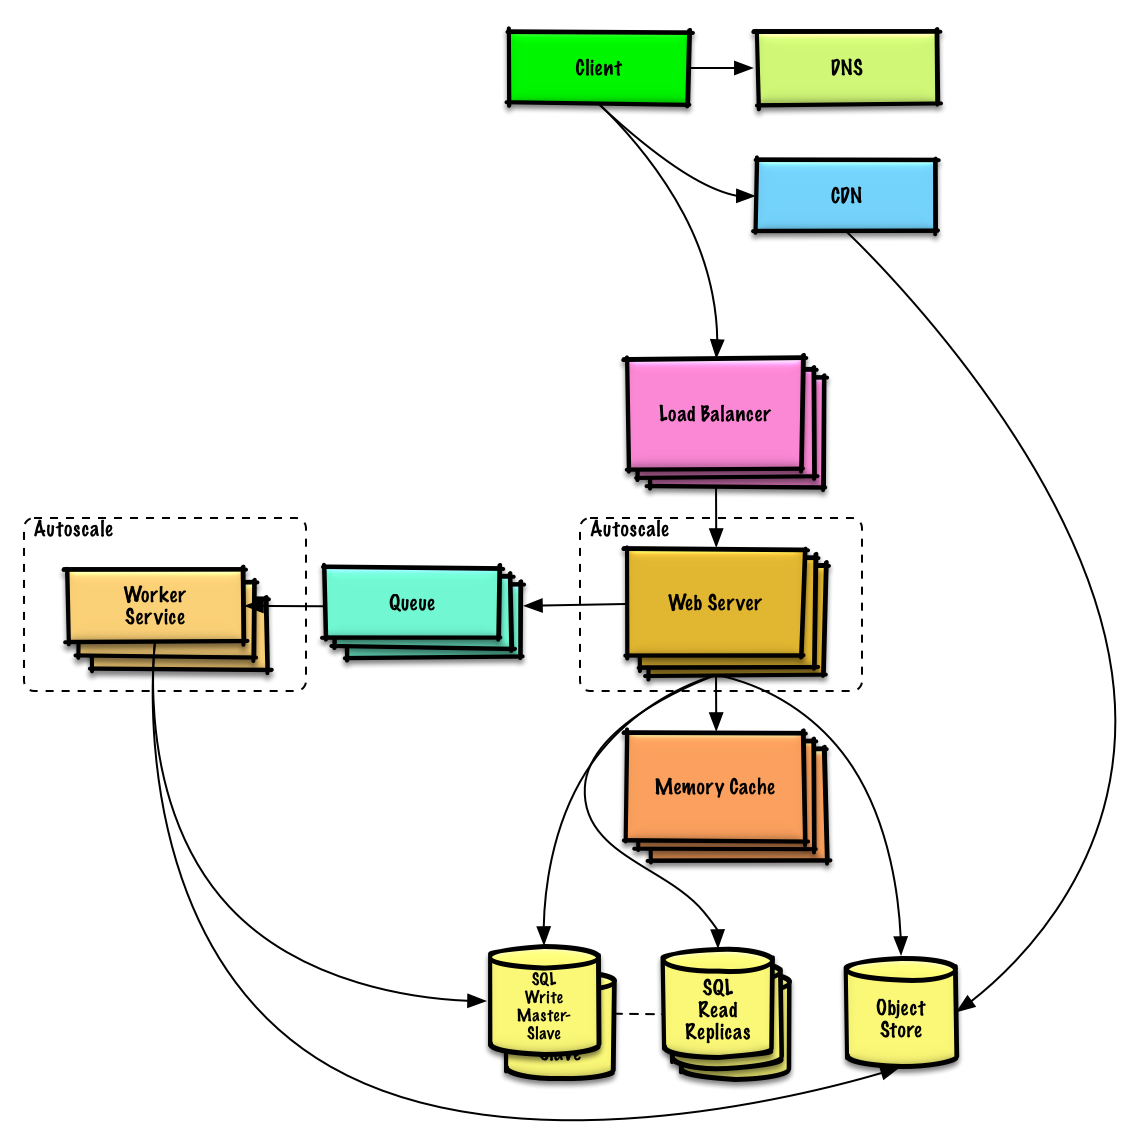 Client
DNS
CDN
Load Balancer
Autoscale
Autoscale
Worker
Service
Queue
Web Server
Memory Cache
SQL
Write
Master-
Slave
Slave
SQL
Read
Replicas
Object
Store